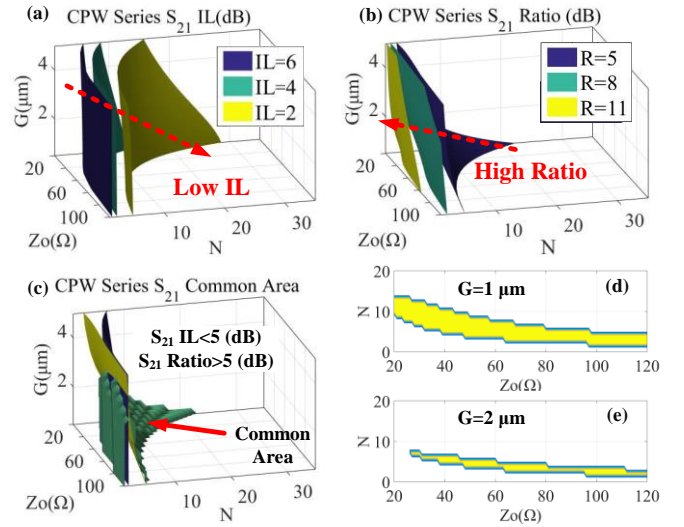 (a) CPW Series S21 IL(dB)
G(µm)
4
2
IL=6
IL=4
IL=2
Low IL
20
60
100
Zo(Ω)
10
20
30
N
(b) CPW Series S21 Ratio (dB)
G(µm)
4
2
R=5
R=8
R=11
High Ratio
20
60
100
Zo(Ω)
10
20
30
N
(c) CPW Series S21 Common Area
G(µm)
4
2
S21 IL<5 (dB)
S21 Ratio>5 (dB)
Common
Area
20
60
100
Zo(Ω)
10
20
30
N
G=1 µm
(d)
N
20
10
0
20 40 60 80 100 120
Zo(Ω)
G=2 µm
(e)
N
20
10
0
20 40 60 80 100 120
Zo(Ω)